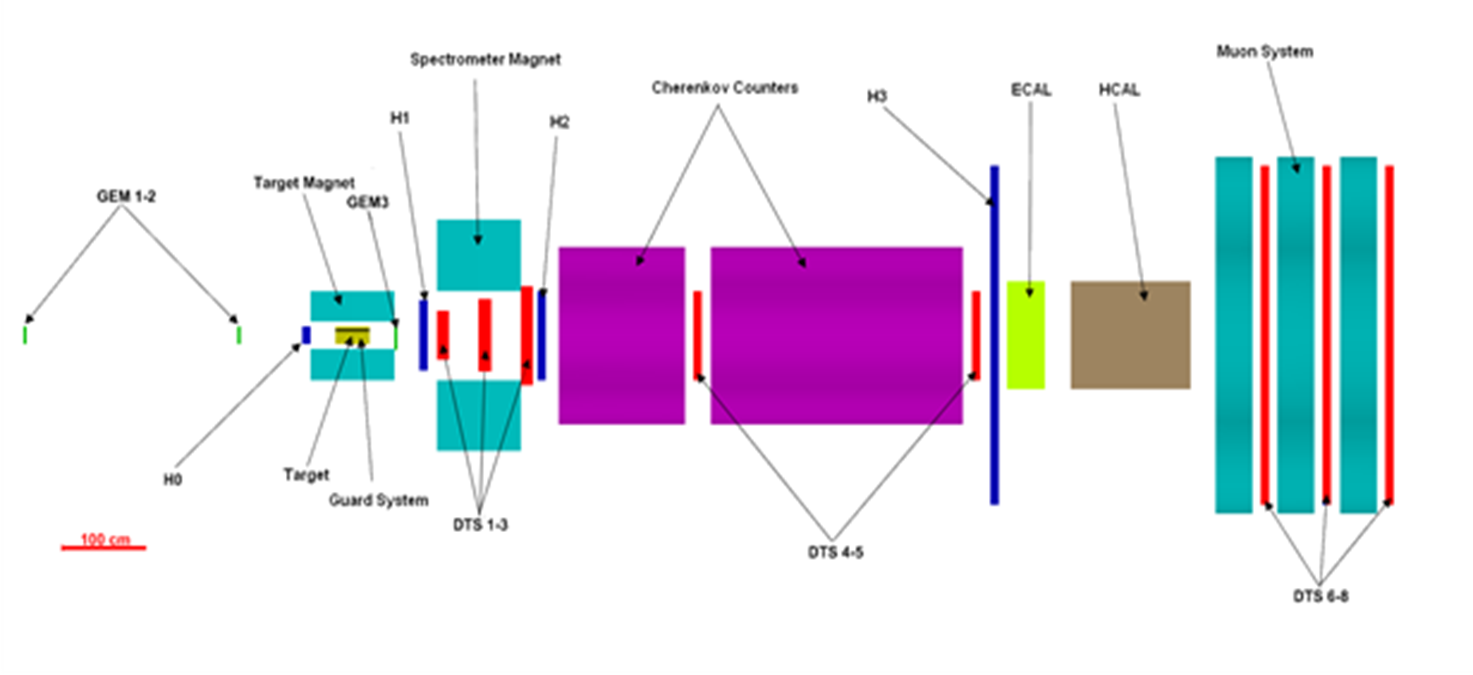 Muon System
Spectrometer Magnet
Cherenkov Counters
ECAL
HCAL
H3
H1
H2
Target Magnet
GEM 1-2
GEM3
Target
H0
Guard System
DTS 1-3
100 cm
DTS 4-5
DTS 6-8